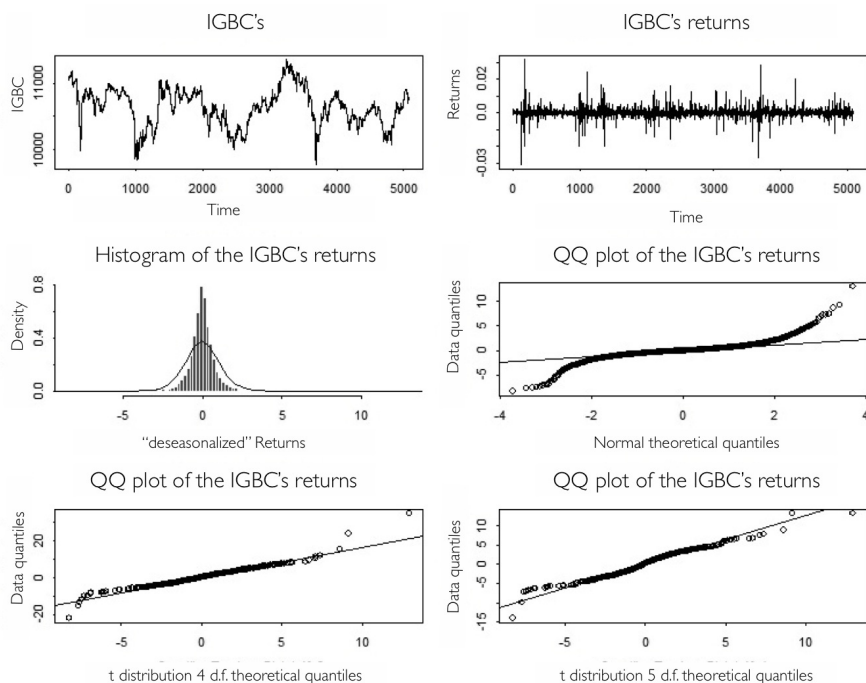 IGBC's
IGBC
11000
10000
0 1000 2000 3000 4000 5000
Time
IGBC's returns
Returns
0.02
0.0
-0.03
0 1000 2000 3000 4000 5000
Time
Histogram of the IGBC's returns
Density
0.8
0.4
0.0
-5 0 5 10
“deseasonalized” Returns
QQ plot of the IGBC's returns
Data quantiles
10
5
0
-5
-4 -2 0 2 4
Normal theoretical quantiles
QQ plot of the IGBC's returns
Data quantiles
20
0
-20
-5 0 5 10
t distribution 4 d.f. theoretical quantiles
QQ plot of the IGBC's returns
Data quantiles
10
5
0
-5
-15
-5 0 5 10
t distribution 5 d.f. theoretical quantiles